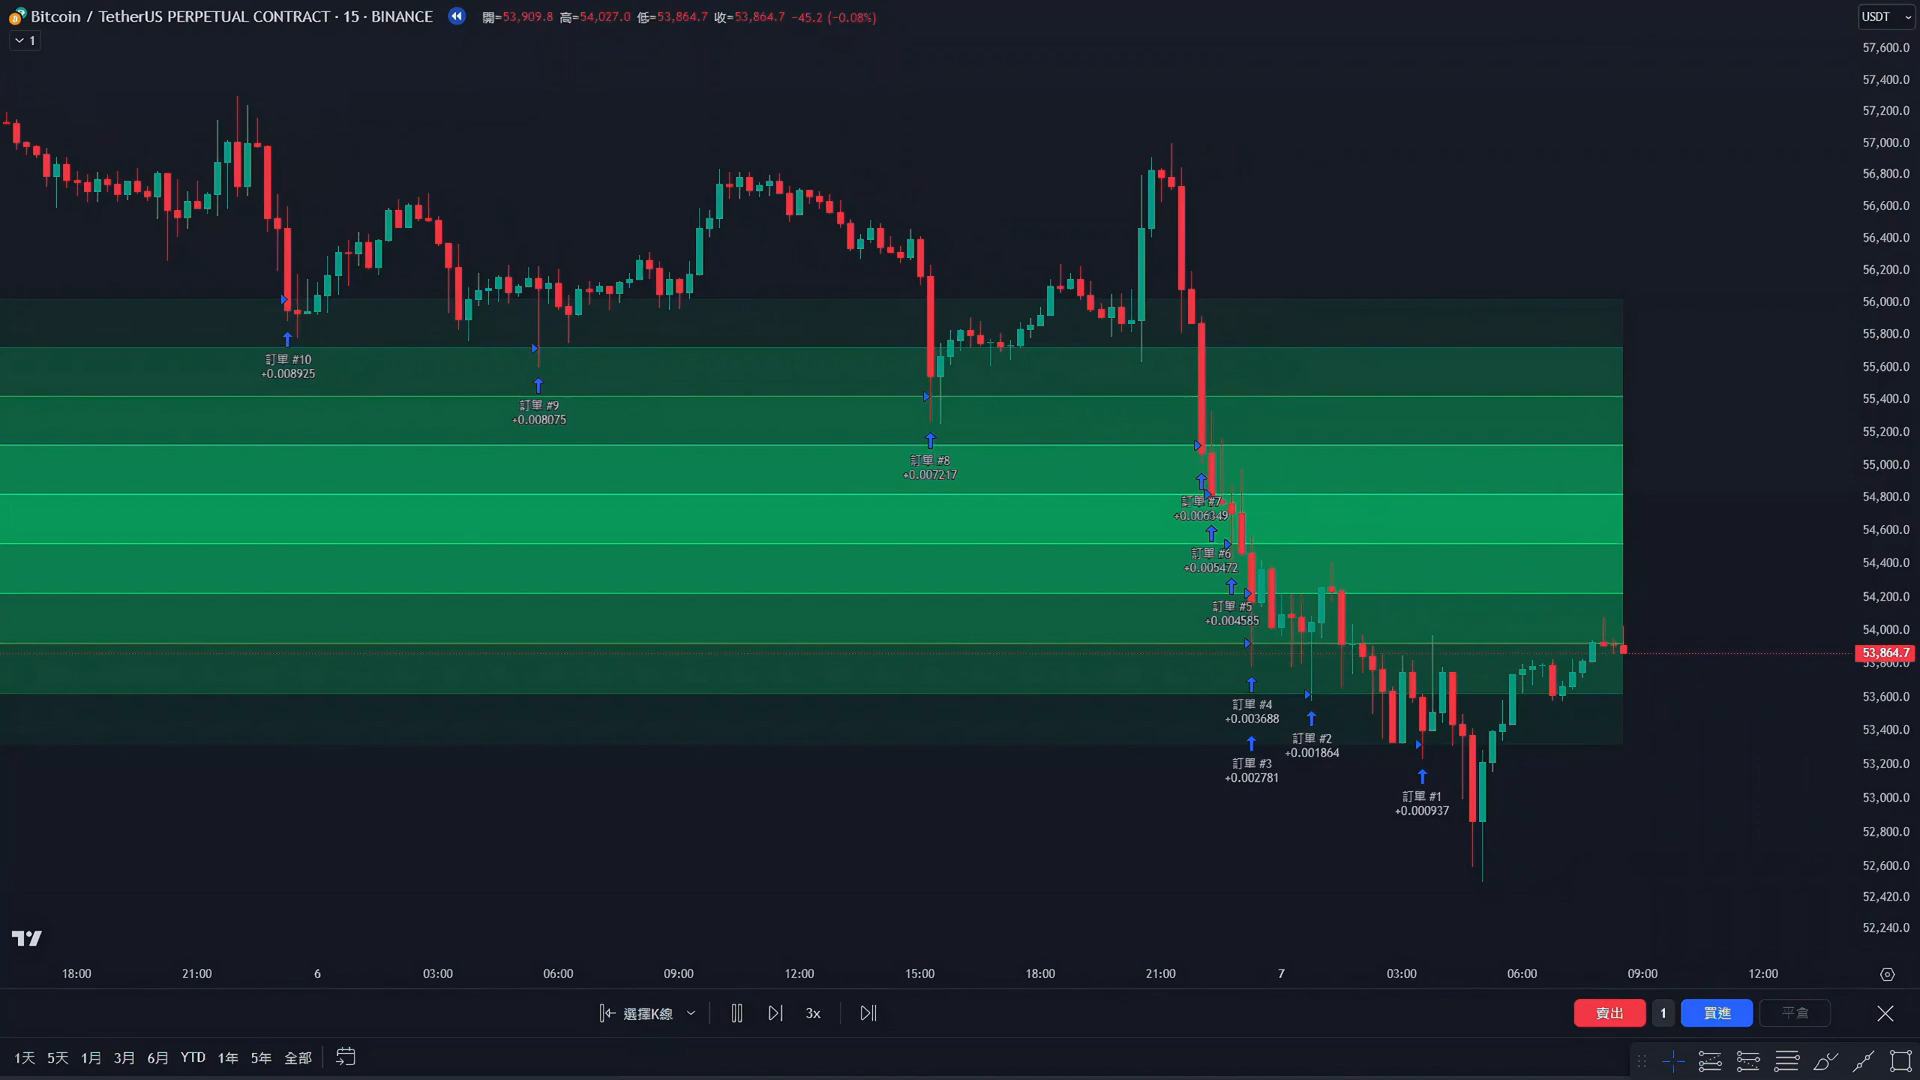 Bitcoin / TetherUS PERPETUAL CONTRACT · 15 · BINANCE 開=53,909.8 高=54,027.0 低=53,864.7 收=53,864.7 −45.2 (−0.08%)
USDT
1
57,600.0
57,400.0
57,200.0
57,000.0
56,800.0
56,600.0
56,400.0
56,200.0
56,000.0
55,800.0
55,600.0
55,400.0
55,200.0
55,000.0
54,800.0
54,600.0
54,400.0
54,200.0
54,000.0
53,864.7
53,800.0
53,600.0
53,400.0
53,200.0
53,000.0
52,800.0
52,600.0
52,420.0
52,240.0
訂單 #10
+0.008925
訂單 #9
+0.008075
訂單 #8
+0.007217
訂單 #7
+0.006349
訂單 #6
+0.005472
訂單 #5
+0.004585
訂單 #4
+0.003688
訂單 #3
+0.002781
訂單 #2
+0.001864
訂單 #1
+0.000937
18:00 21:00 6 03:00 06:00 09:00 12:00 15:00 18:00 21:00 7 03:00 06:00 09:00 12:00
選擇K線 3x 賣出 1 買進 平倉
1天 5天 1月 3月 6月 YTD 1年 5年 全部